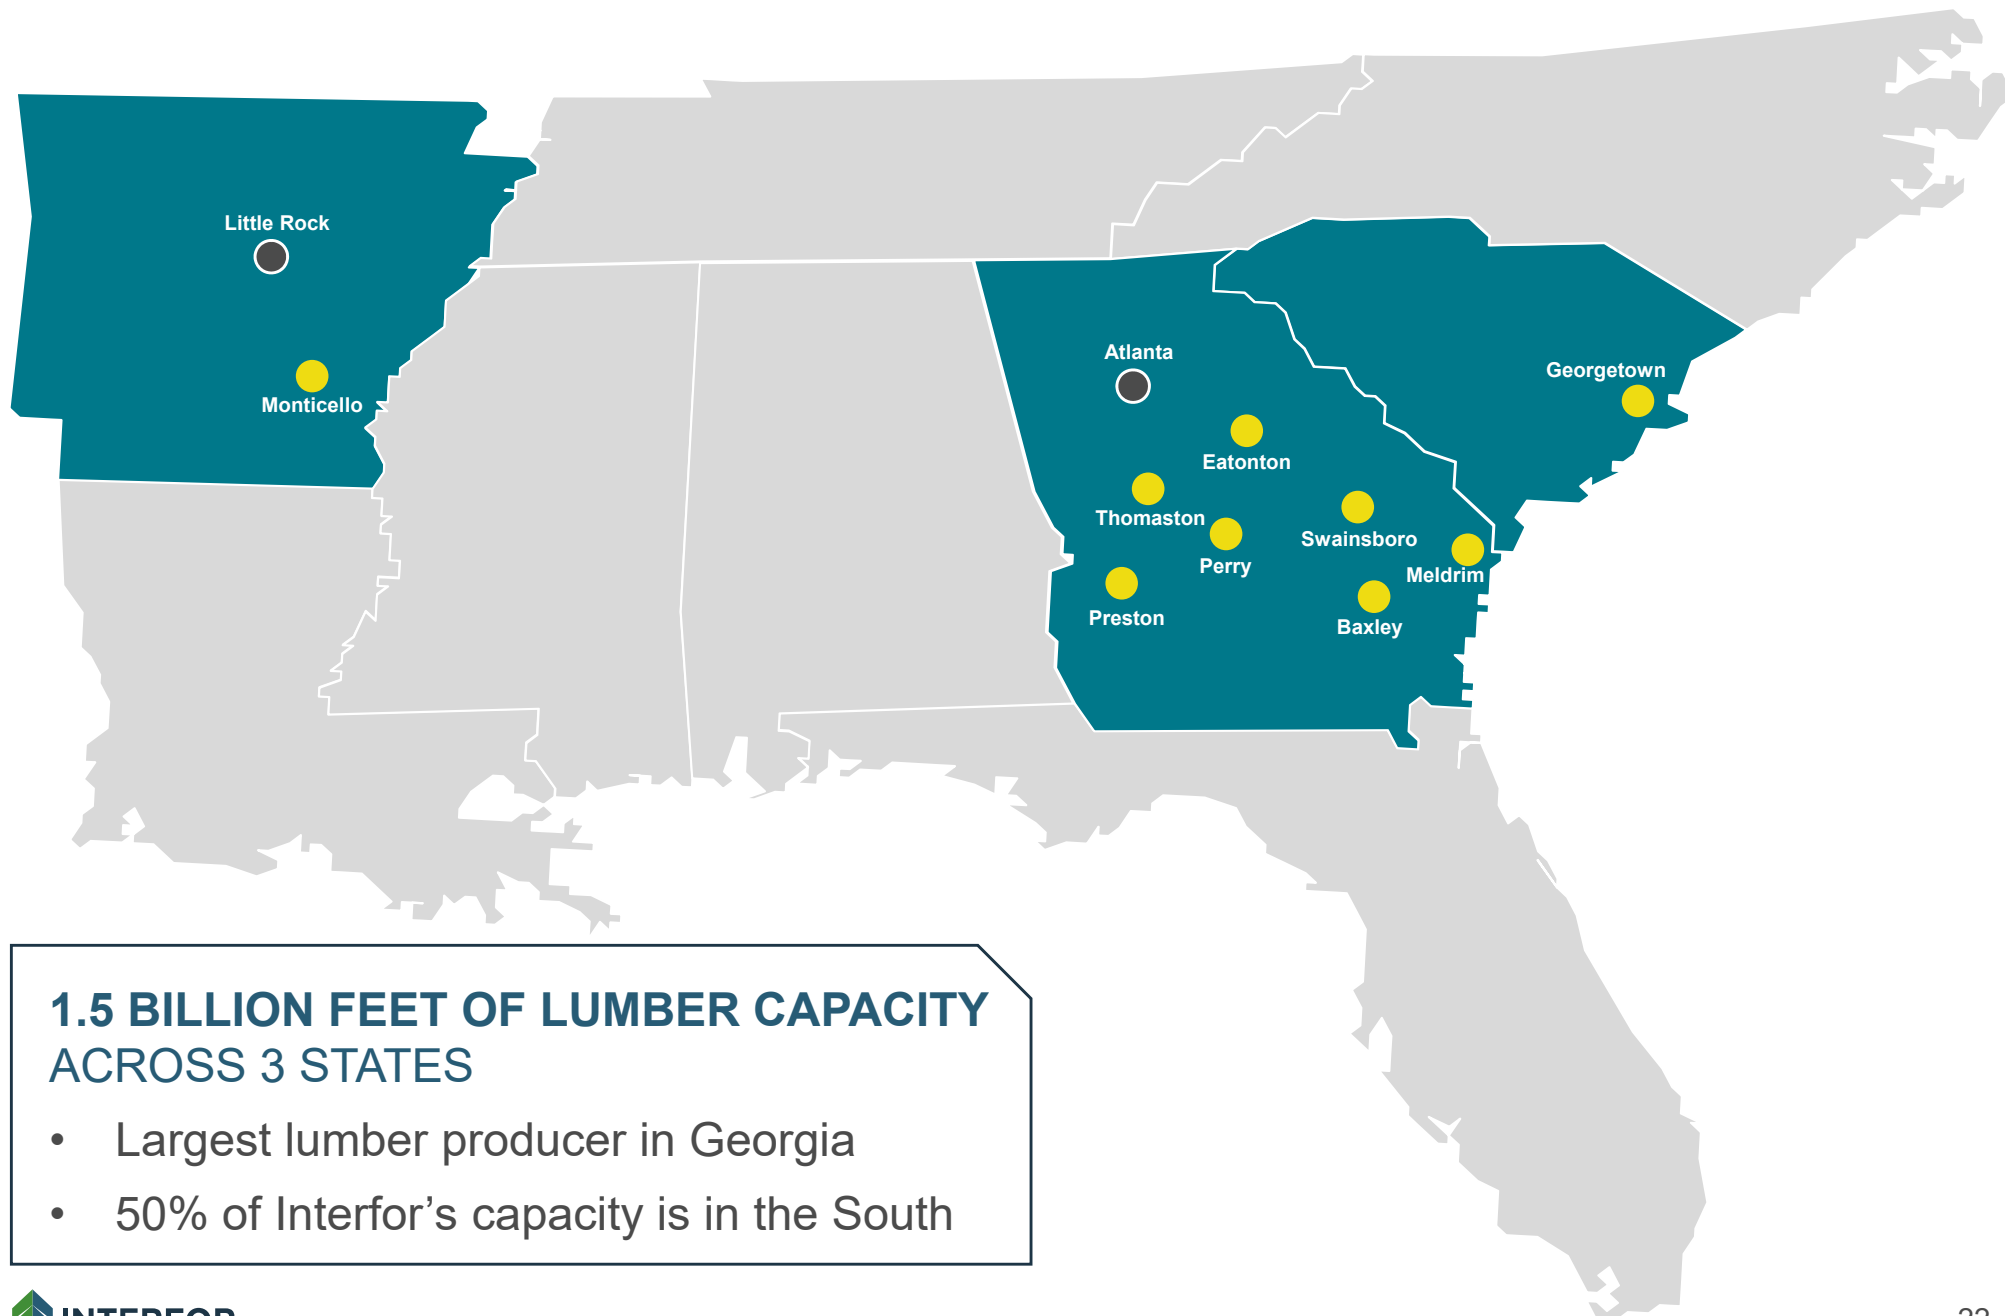 Little Rock
Monticello
Atlanta
Georgetown
Eatonton
Thomaston
Swainsboro
Perry
Meldrim
Preston
Baxley
1.5 BILLION FEET OF LUMBER CAPACITY
ACROSS 3 STATES
• Largest lumber producer in Georgia
• 50% of Interfor’s capacity is in the South
INTERFOR